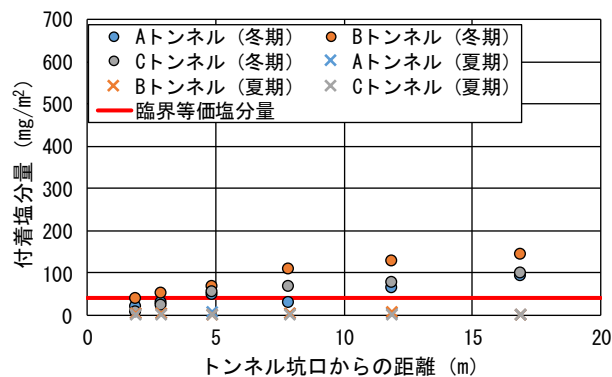 700
600
500
400
300
200
100
0
付着塩分量 (mg/m²)
Aトンネル (冬期) Bトンネル (冬期)
Cトンネル (冬期) Aトンネル (夏期)
Bトンネル (夏期) Cトンネル (夏期)
臨界等価塩分量
0 5 10 15 20
トンネル坑口からの距離 (m)